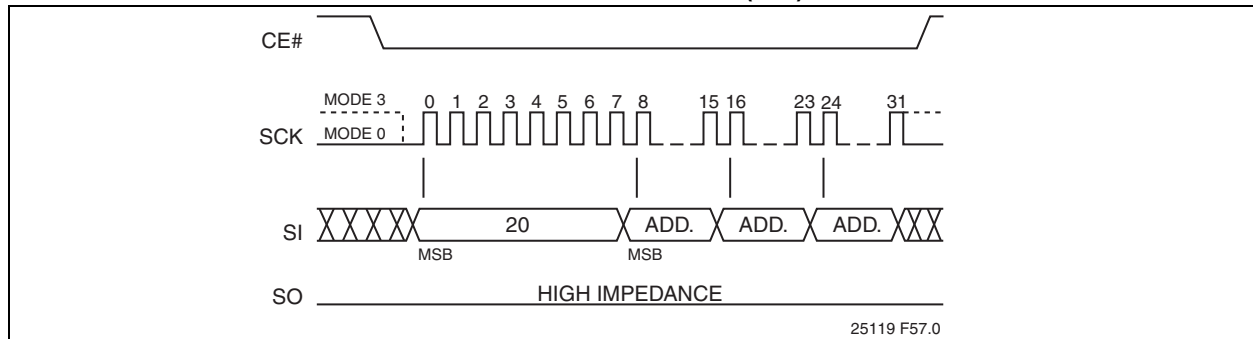 CE#
MODE 3
0 1 2 3 4 5 6 7 8 15 16 23 24 31
SCK
MODE 0
SI
20 ADD. ADD. ADD.
MSB MSB
SO
HIGH IMPEDANCE
25119 F57.0